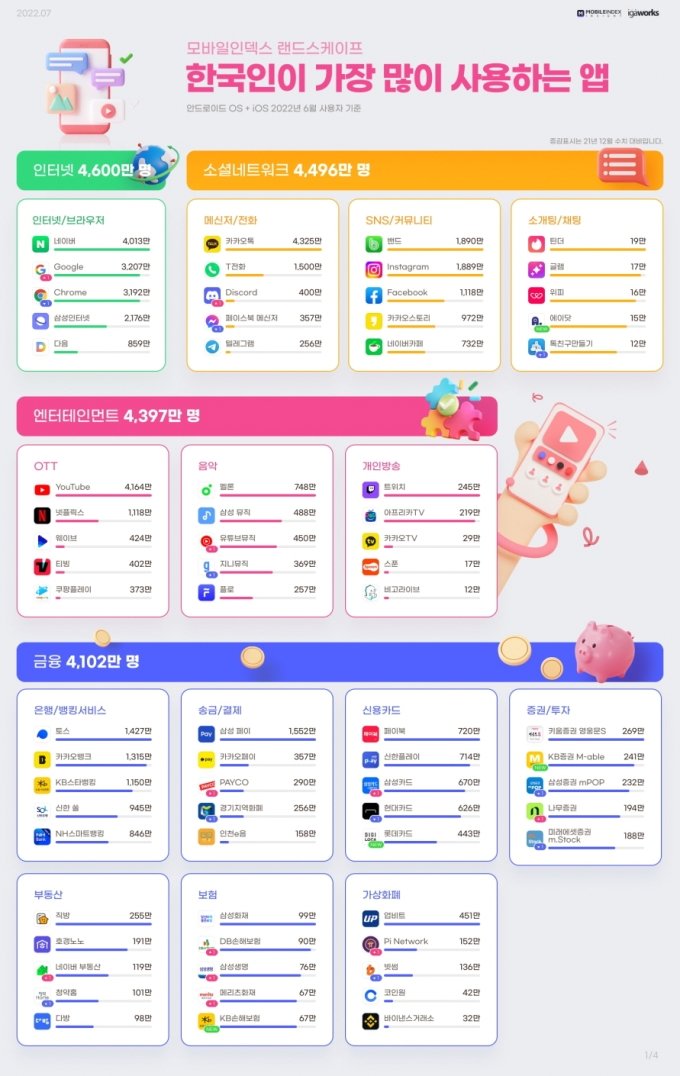 2022.07
MOBILEINDEX
INSIGHT
igaworks
모바일인덱스 랜드스케이프
한국인이 가장 많이 사용하는 앱
안드로이드 OS + iOS 2022년 6월 사용자 기준
증감표시는 21년 12월 수치 대비입니다.
인터넷 4,600만 명
소셜네트워크 4,496만 명
인터넷/브라우저
네이버 4,013만
Google 3,207만
Chrome 3,192만
삼성인터넷 2,176만
다음 859만
메신저/전화
카카오톡 4,325만
T전화 1,500만
Discord 400만
페이스북 메신저 357만
텔레그램 256만
SNS/커뮤니티
밴드 1,890만
Instagram 1,889만
Facebook 1,118만
카카오스토리 972만
네이버카페 732만
소개팅/채팅
틴더 19만
글램 17만
위피 16만
에이닷 15만
톡친구만들기 12만
엔터테인먼트 4,397만 명
OTT
YouTube 4,164만
넷플릭스 1,118만
웨이브 424만
티빙 402만
쿠팡플레이 373만
음악
멜론 748만
삼성 뮤직 488만
유튜브뮤직 450만
지니뮤직 369만
플로 257만
개인방송
트위치 245만
아프리카TV 219만
카카오TV 29만
스푼 17만
비고라이브 12만
금융 4,102만 명
은행/뱅킹서비스
토스 1,427만
카카오뱅크 1,315만
KB스타뱅킹 1,150만
신한 쏠 945만
NH스마트뱅킹 846만
송금/결제
삼성 페이 1,552만
카카오페이 357만
PAYCO 290만
경기지역화폐 256만
인천e음 158만
신용카드
페이북 720만
신한플레이 714만
삼성카드 670만
현대카드 626만
롯데카드 443만
증권/투자
키움증권 영웅문S 269만
KB증권 M-able 241만
삼성증권 mPOP 232만
나무증권 194만
미래에셋증권 m.Stock 188만
부동산
직방 255만
호갱노노 191만
네이버 부동산 119만
청약홈 101만
다방 98만
보험
삼성화재 99만
DB손해보험 90만
삼성생명 76만
메리츠화재 67만
KB손해보험 67만
가상화폐
업비트 451만
Pi Network 152만
빗썸 136만
코인원 42만
바이낸스거래소 32만
1/4